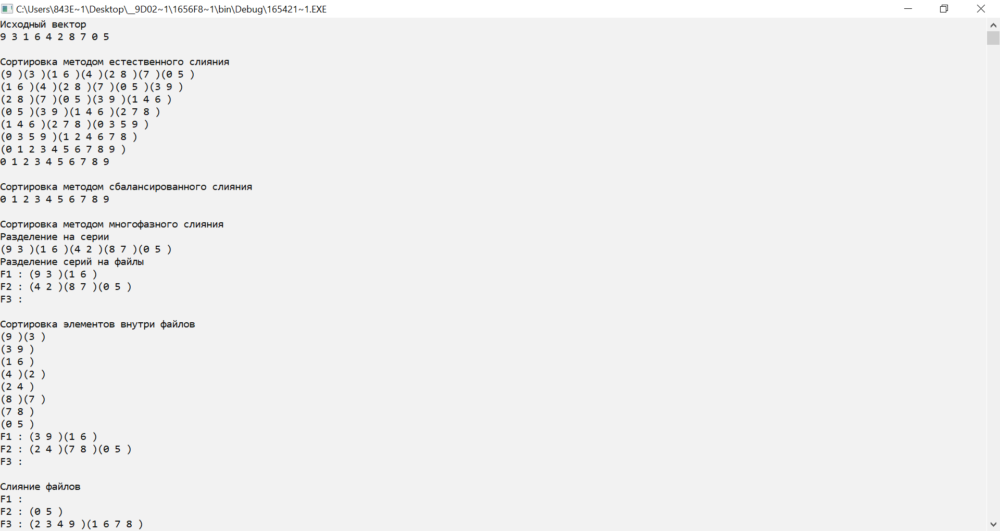 C:\Users\843E~1\Desktop\__9D02~1\1656F8~1\bin\Debug\165421~1.EXE
Исходный вектор
9 3 1 6 4 2 8 7 0 5
Сортировка методом естественного слияния
(9 )(3 )(1 6 )(4 )(2 8 )(7 )(0 5 )
(1 6 )(4 )(2 8 )(7 )(0 5 )(3 9 )
(2 8 )(7 )(0 5 )(3 9 )(1 4 6 )
(0 5 )(3 9 )(1 4 6 )(2 7 8 )
(1 4 6 )(2 7 8 )(0 3 5 9 )
(0 3 5 9 )(1 2 4 6 7 8 )
(0 1 2 3 4 5 6 7 8 9 )
0 1 2 3 4 5 6 7 8 9
Сортировка методом сбалансированного слияния
0 1 2 3 4 5 6 7 8 9
Сортировка методом многофазного слияния
Разделение на серии
(9 3 )(1 6 )(4 2 )(8 7 )(0 5 )
Разделение серий на файлы
F1 : (9 3 )(1 6 )
F2 : (4 2 )(8 7 )(0 5 )
F3 :
Сортировка элементов внутри файлов
(9 )(3 )
(3 9 )
(1 6 )
(4 )(2 )
(2 4 )
(8 )(7 )
(7 8 )
(0 5 )
F1 : (3 9 )(1 6 )
F2 : (2 4 )(7 8 )(0 5 )
F3 :
Слияние файлов
F1 :
F2 : (0 5 )
F3 : (2 3 4 9 )(1 6 7 8 )